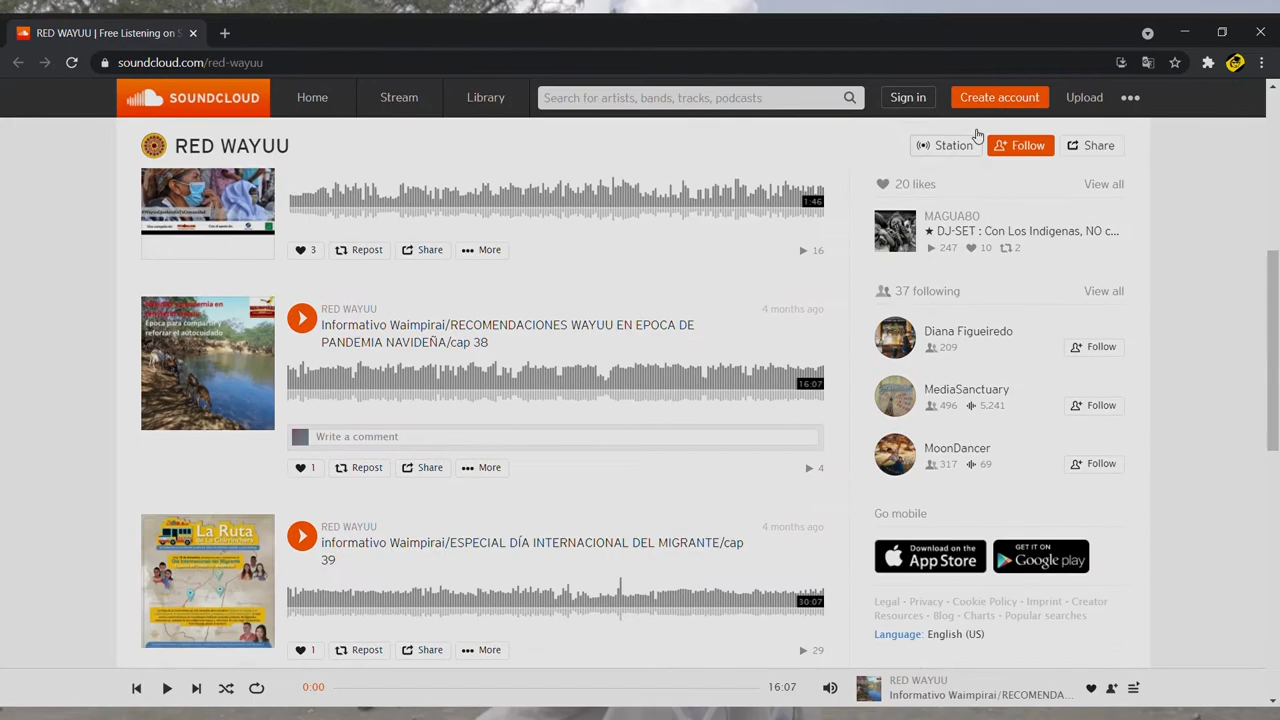 RED WAYUU | Free Listening on S
soundcloud.com/red-wayuu
SOUNDCLOUD
Home
Stream
Library
Search for artists, bands, tracks, podcasts
Sign in
Create account
Upload
RED WAYUU
Station
Follow
Share
1:46
3
Repost
Share
More
16
RED WAYUU
4 months ago
Informativo Waimpirai/RECOMENDACIONES WAYUU EN EPOCA DE
PANDEMIA NAVIDEÑA/cap 38
Época para compartir y
reforzar el autocuidado
16:07
Write a comment
1
Repost
Share
More
4
La Ruta
RED WAYUU
4 months ago
informativo Waimpirai/ESPECIAL DÍA INTERNACIONAL DEL MIGRANTE/cap
39
30:07
1
Repost
Share
More
29
20 likes
View all
MAGUA80
★ DJ-SET : Con Los Indigenas, NO c...
247
10
2
37 following
View all
Diana Figueiredo
209
Follow
MediaSanctuary
496
5,241
Follow
MoonDancer
317
69
Follow
Go mobile
Download on the
App Store
GET IT ON
Google play
Legal - Privacy - Cookie Policy - Imprint - Creator
Resources - Blog - Charts - Popular searches
Language: English (US)
0:00
16:07
RED WAYUU
Informativo Waimpirai/RECOMENDA...